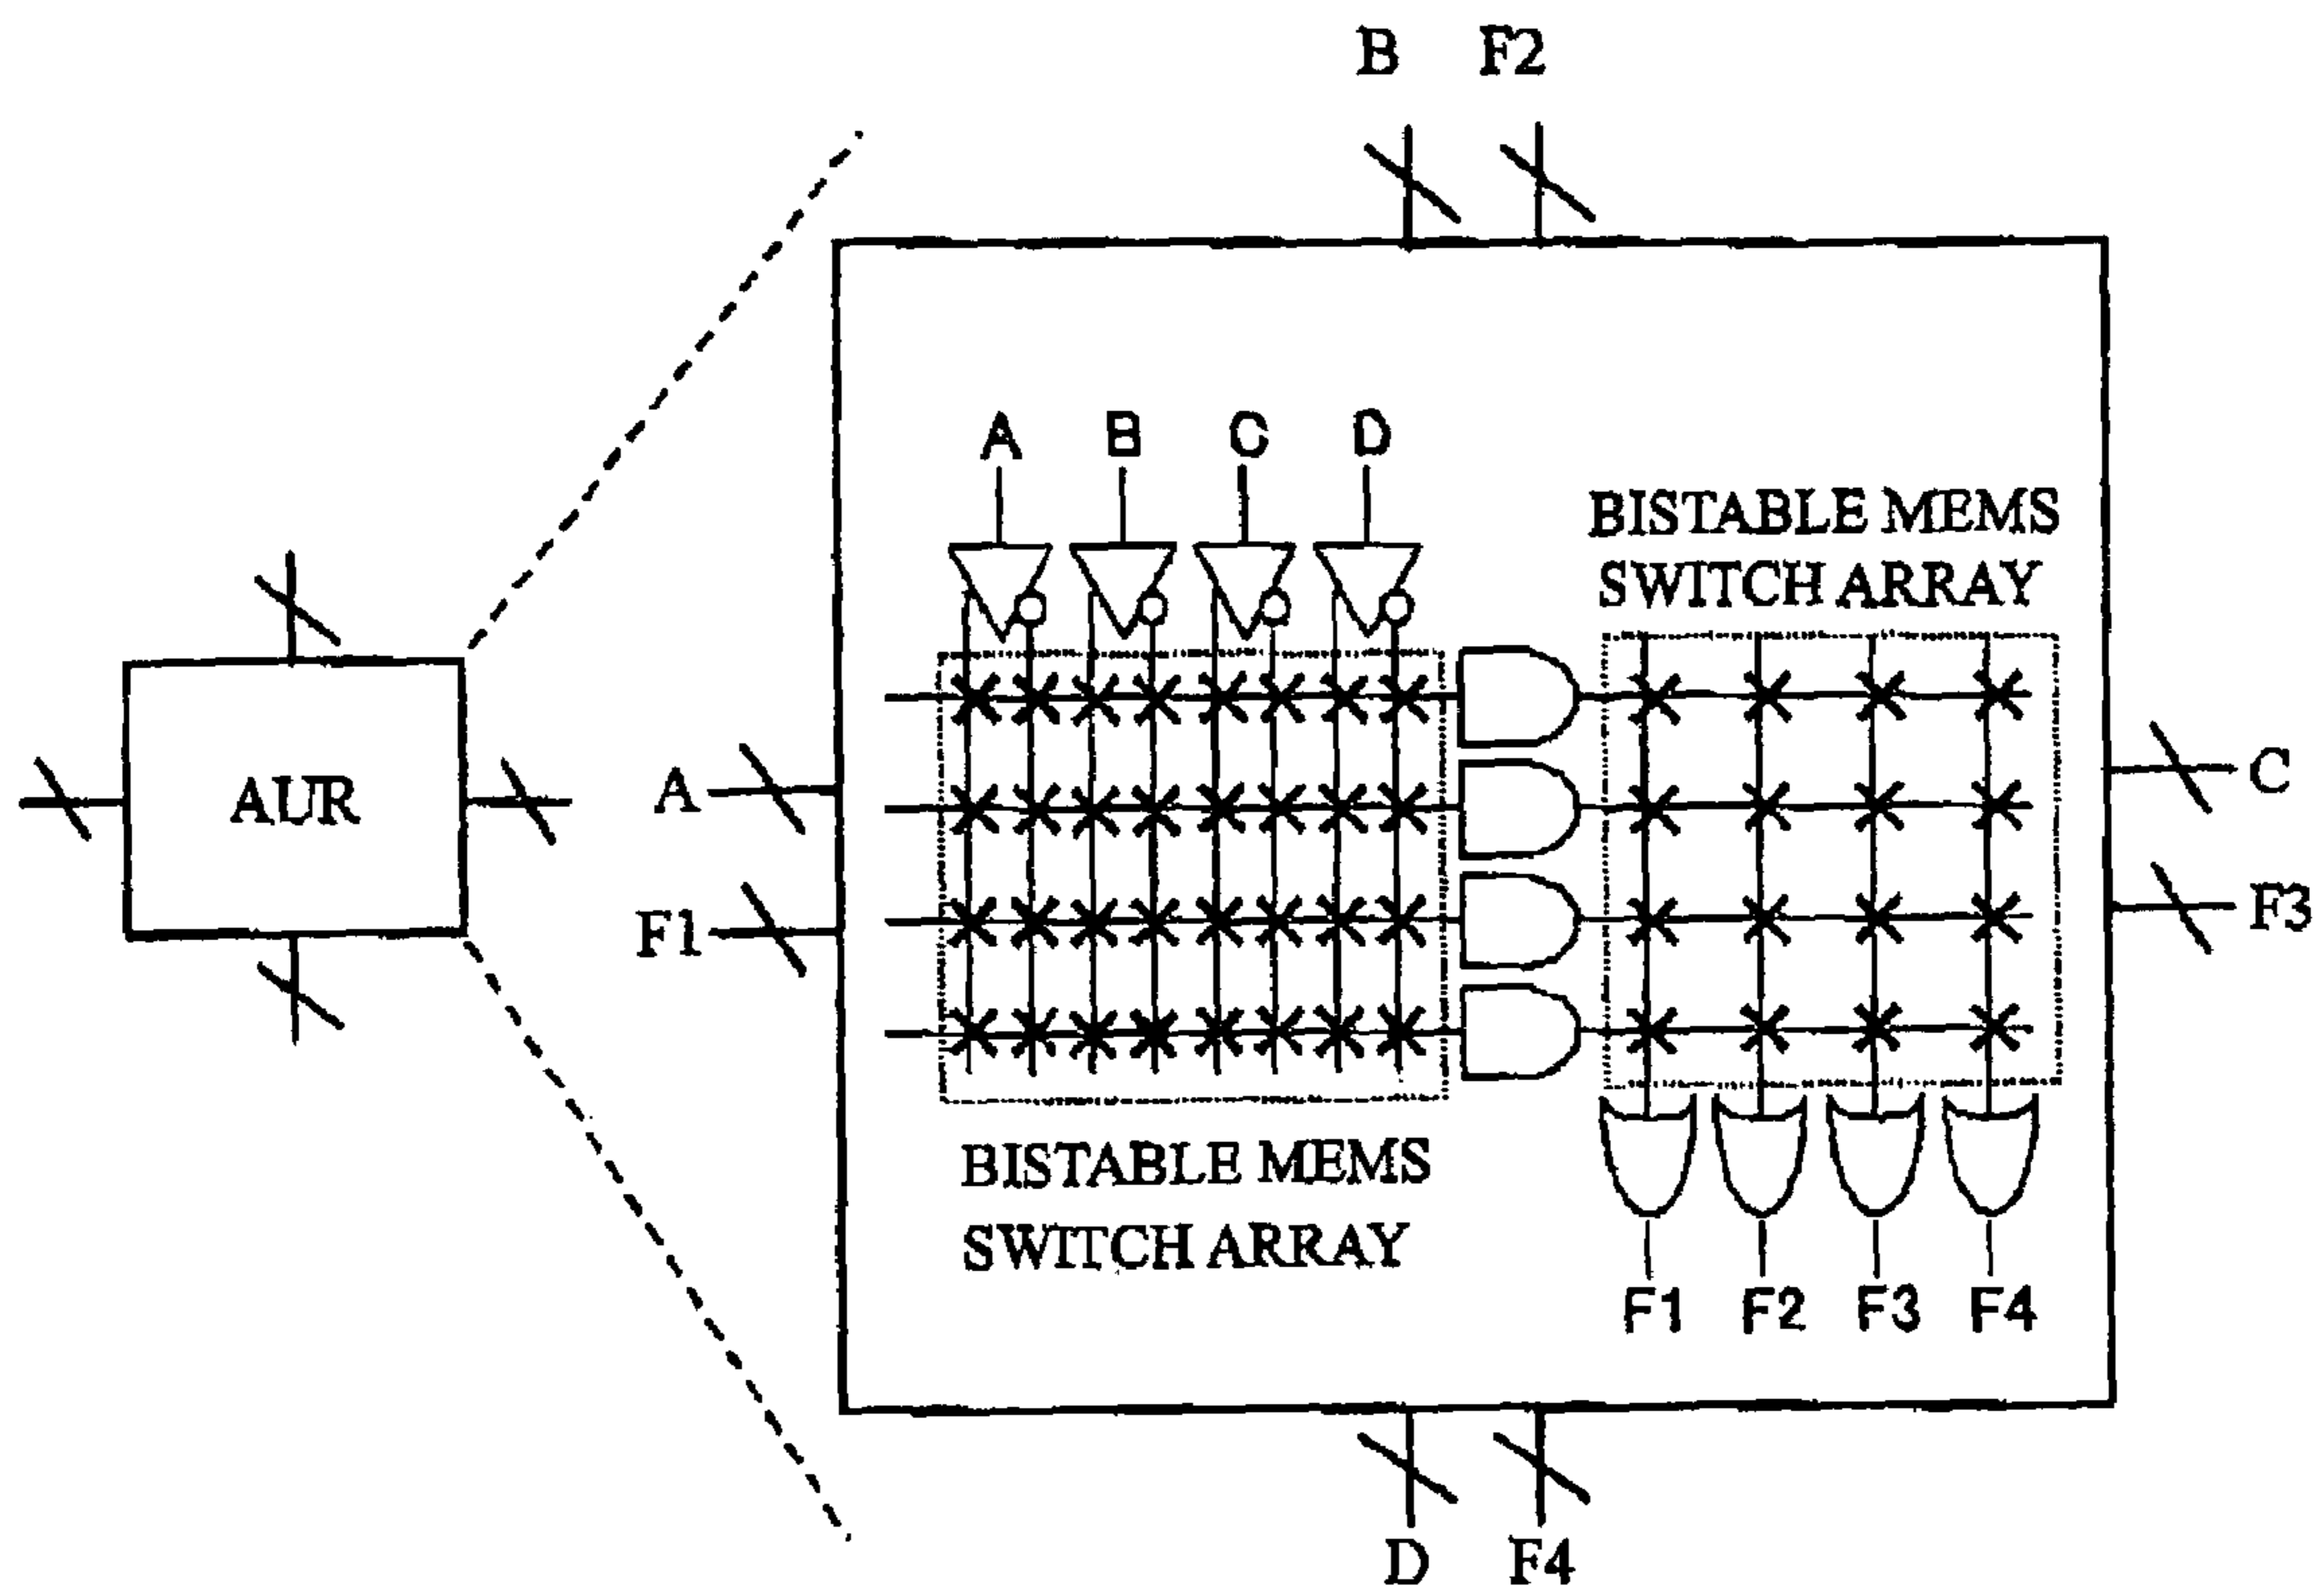 B F2
A B C D
BISTABLE MEMS
SWITCH ARRAY
AUR
A
F1
C
F3
BISTABLE MEMS
SWITCH ARRAY
F1 F2 F3 F4
D F4